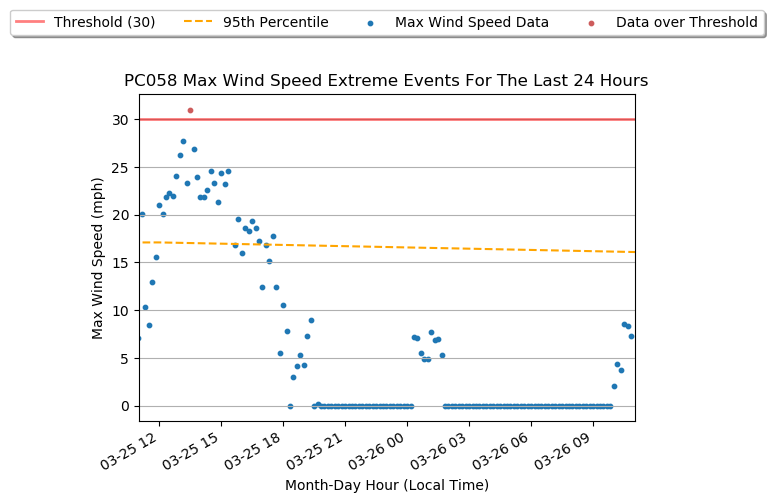 Threshold (30) 95th Percentile Max Wind Speed Data Data over Threshold
PC058 Max Wind Speed Extreme Events For The Last 24 Hours
30
25
20
15
10
5
0
Max Wind Speed (mph)
03-25 12 03-25 15 03-25 18 03-25 21 03-26 00 03-26 03 03-26 06 03-26 09
Month-Day Hour (Local Time)